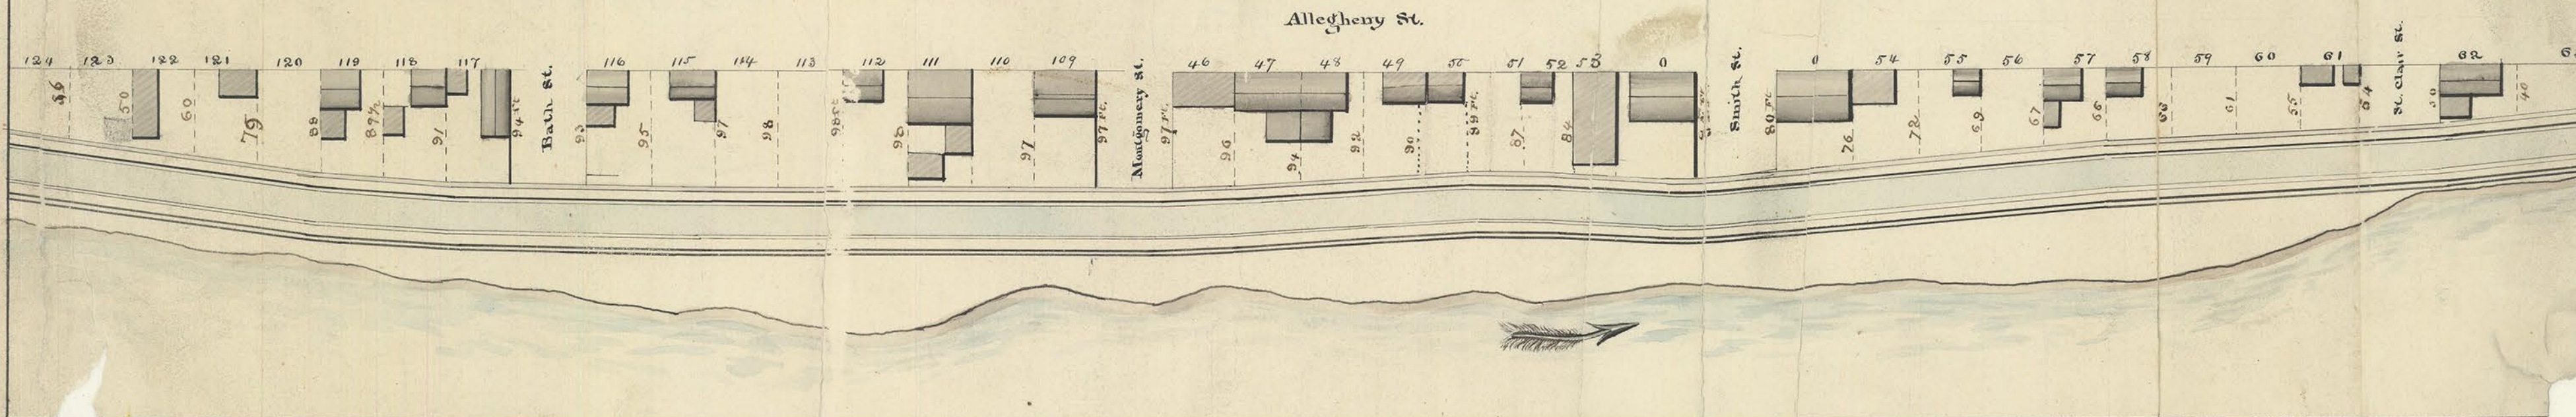 Allegheny St.
124 123 122 121 120 119 118 117 116 115 114 113 112 111 110 109 46 47 48 49 50 51 52 53 0 0 54 55 56 57 58 59 60 61 62
Bath St.
Montgomery St.
Smith St.
St. Clair St.
50 60 79 88 89½ 91 94 Ft. 93 95 97 98 98 97 97 Ft. 97 Ft. 96 94 92 90 89 Ft. 87 84 80 Ft. 76 72 69 67 61 55 54 40